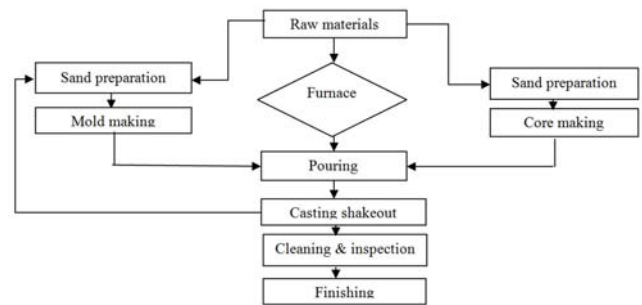 Raw materials
Sand preparation
Furnace
Sand preparation
Mold making
Core making
Pouring
Casting shakeout
Cleaning & inspection
Finishing